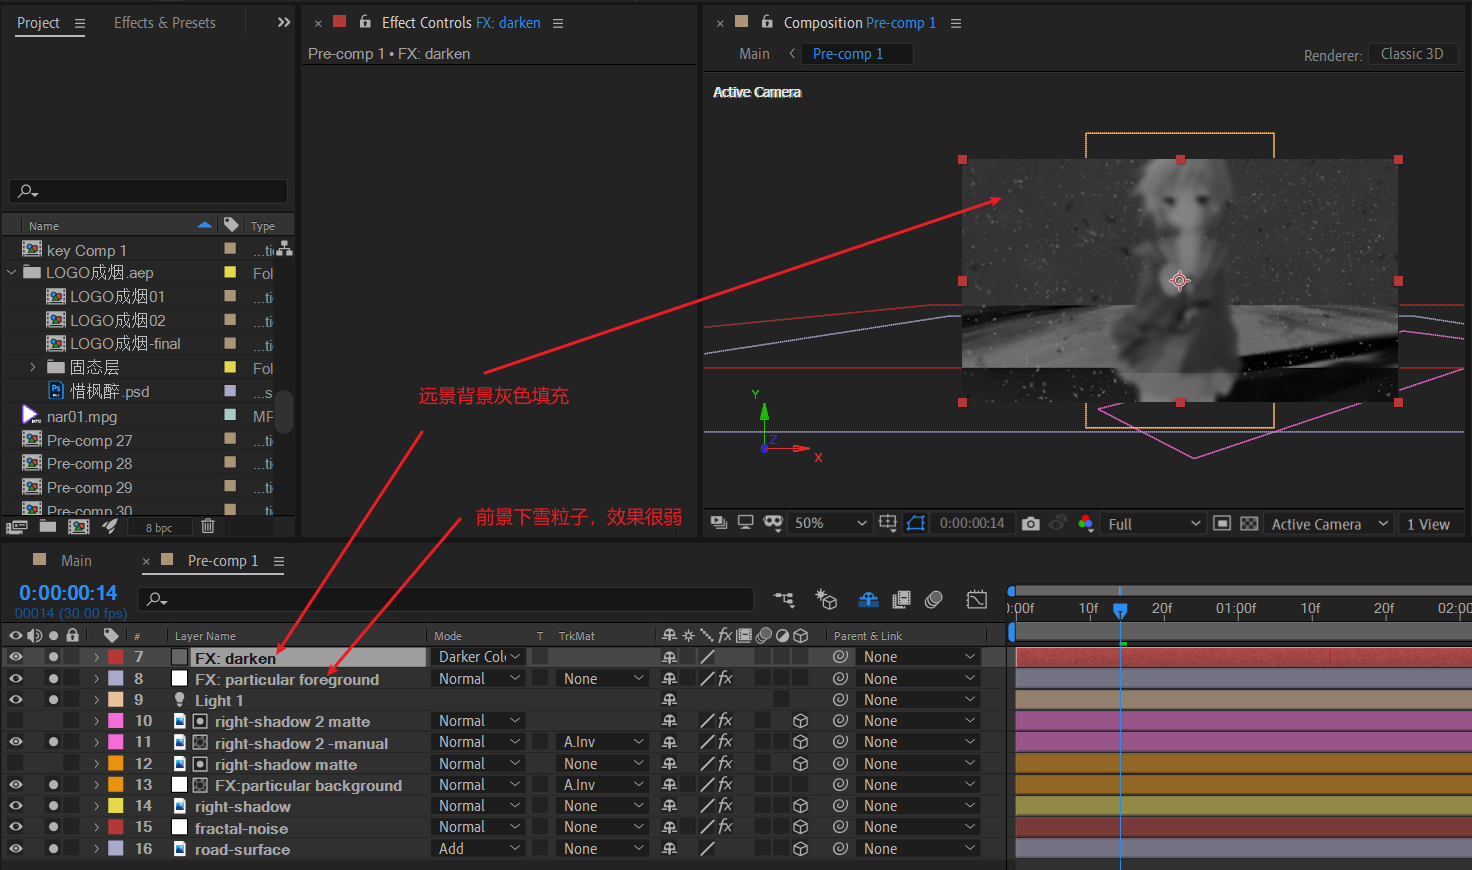 Project
Effects & Presets
Effect Controls FX: darken
Pre-comp 1 • FX: darken
Composition Pre-comp 1
Main
Pre-comp 1
Renderer:
Classic 3D
Active Camera
Name
Type
key Comp 1
LOGO成烟.aep
Fol
LOGO成烟01
LOGO成烟02
LOGO成烟-final
固态层
Fol
惜枫醉.psd
nar01.mpg
MF
Pre-comp 27
Pre-comp 28
Pre-comp 29
Pre-comp 30
8 bpc
远景背景灰色填充
前景下雪粒子，效果很弱
Y
Z
X
50%
0:00:00:14
Full
Active Camera
1 View
Main
Pre-comp 1
0:00:00:14
00014 (30.00 fps)
):00f
10f
20f
01:00f
10f
20f
02:00
#
Layer Name
Mode
T
TrkMat
Parent & Link
7 FX: darken Darker Col None
8 FX: particular foreground Normal None None
9 Light 1 None
10 right-shadow 2 matte Normal None
11 right-shadow 2 -manual Normal A.Inv None
12 right-shadow matte Normal None None
13 FX:particular background Normal A.Inv None
14 right-shadow Normal None None
15 fractal-noise Normal None None
16 road-surface Add None None